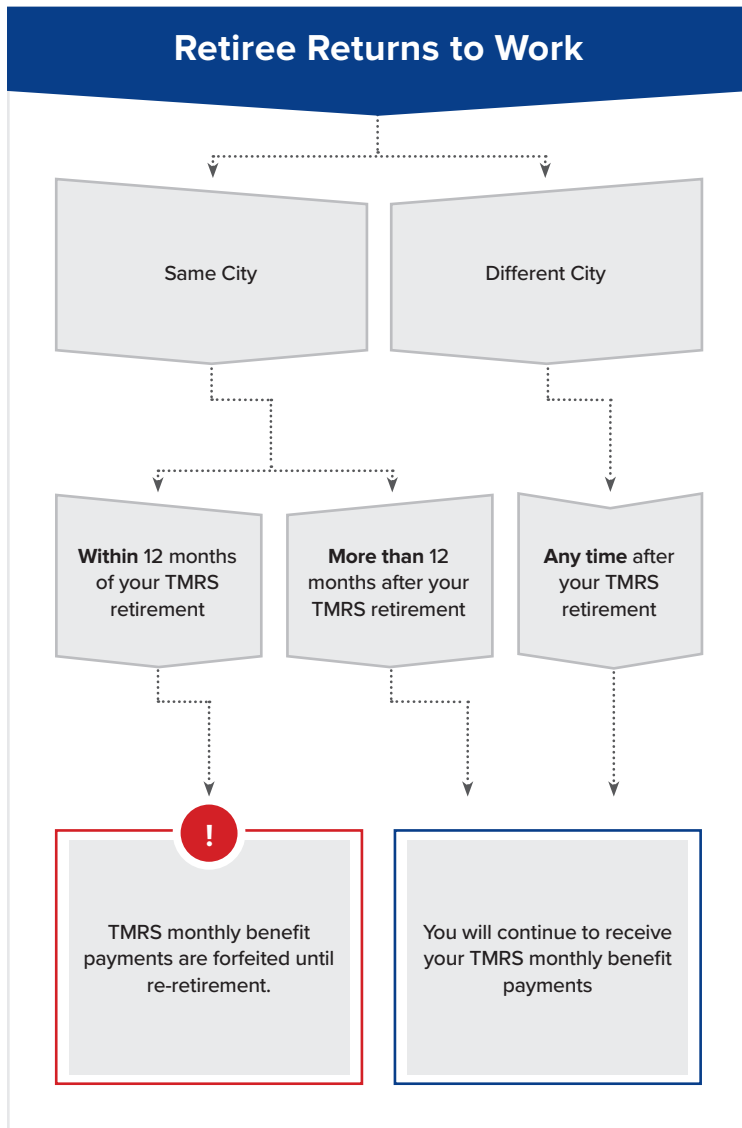 Retiree Returns to Work
Same City
Different City
Within 12 months
of your TMRS
retirement
More than 12
months after your
TMRS retirement
Any time after
your TMRS
retirement
!
TMRS monthly benefit
payments are forfeited until
re-retirement.
You will continue to receive
your TMRS monthly benefit
payments